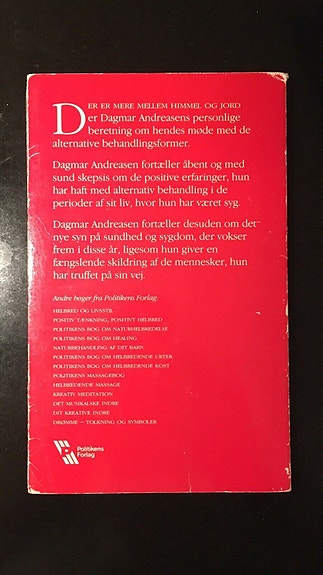 DER ER MERE MELLEM HIMMEL OG JORD
er Dagmar Andreasens personlige
beretning om hendes møde med de
alternative behandlingsformer.
Dagmar Andreasen fortæller åbent og med
sund skepsis om de positive erfaringer, hun
har haft med alternativ behandling i de
perioder af sit liv, hvor hun har været syg.
Dagmar Andreasen fortæller desuden om det
nye syn på sundhed og sygdom, der vokser
frem i disse år, ligesom hun giver en
fængslende skildring af de mennesker, hun
har truffet på sin vej.
Andre bøger fra Politikens Forlag:
HELBRED OG LIVSSTIL
POSITIV TÆNKNING, POSITIVT HELBRED
POLITIKENS BOG OM NATURHELBREDELSE
POLITIKENS BOG OM HEALING
NATURBEHANDLING AF DIT BARN
POLITIKENS BOG OM HELBREDENDE URTER
POLITIKENS BOG OM HELBREDENDE KOST
POLITIKENS MASSAGEBOG
HELBREDENDE MASSAGE
KREATIV MEDITATION
DET MUSIKALSKE INDRE
DIT KREATIVE INDRE
DRØMME – TOLKNING OG SYMBOLER
Politikens
Forlag